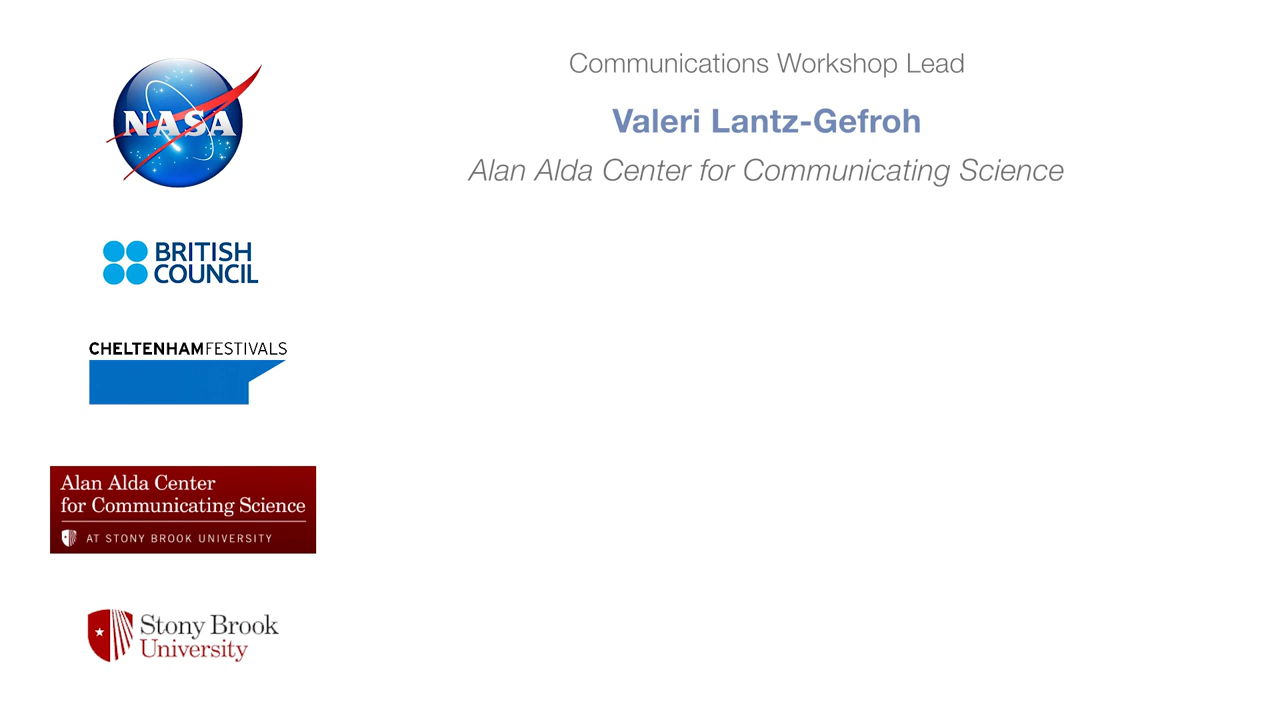 Communications Workshop Lead
Valeri Lantz-Gefroh
Alan Alda Center for Communicating Science
NASA
BRITISH
COUNCIL
CHELTENHAMFESTIVALS
Alan Alda Center
for Communicating Science
AT STONY BROOK UNIVERSITY
Stony Brook
University